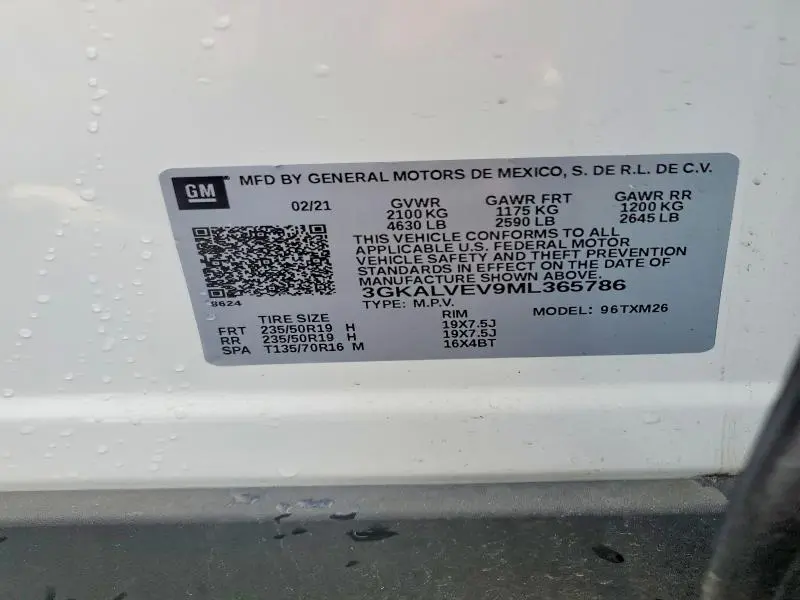 GM MFD BY GENERAL MOTORS DE MEXICO, S. DE R.L. DE C.V.
02/21 GVWR GAWR FRT GAWR RR
2100 KG 1175 KG 1200 KG
4630 LB 2590 LB 2645 LB
THIS VEHICLE CONFORMS TO ALL
APPLICABLE U.S. FEDERAL MOTOR
VEHICLE SAFETY AND THEFT PREVENTION
STANDARDS IN EFFECT ON THE DATE OF
MANUFACTURE SHOWN ABOVE.
3GKALVEV9ML365786
8624
TYPE: M.P.V. MODEL: 96TXM26
TIRE SIZE RIM
FRT 235/50R19 H 19X7.5J
RR 235/50R19 H 19X7.5J
SPA T135/70R16 M 16X4BT